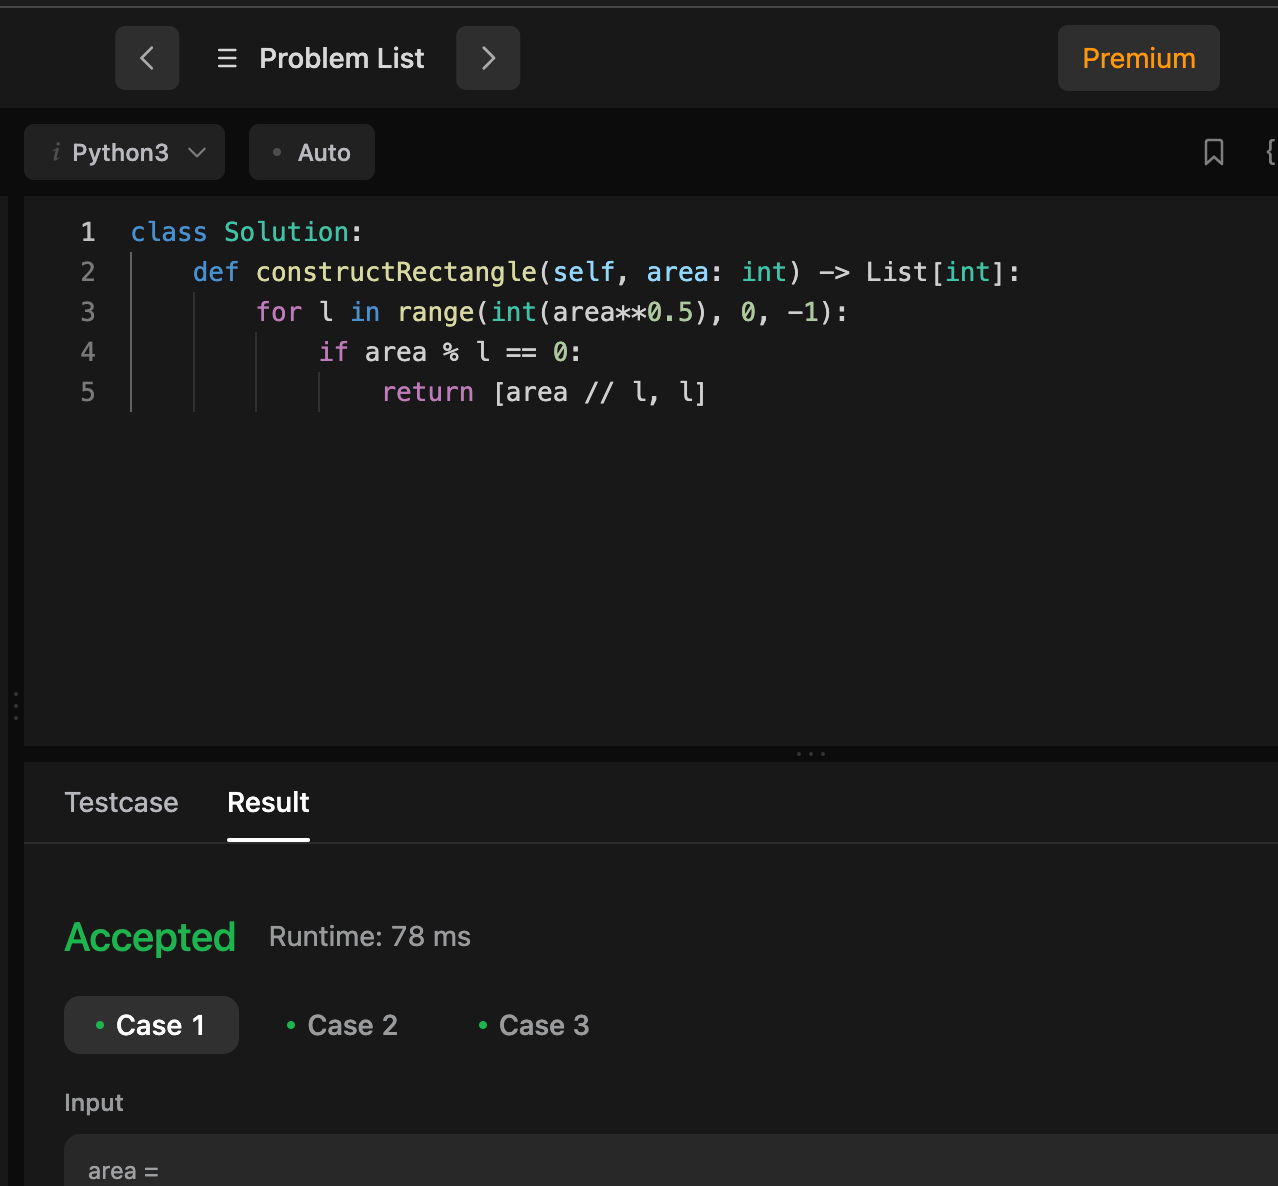 Problem List
Premium
i Python3
Auto
{
1 class Solution:
2     def constructRectangle(self, area: int) -> List[int]:
3         for l in range(int(area**0.5), 0, -1):
4             if area % l == 0:
5                 return [area // l, l]
Testcase Result
Accepted Runtime: 78 ms
Case 1 Case 2 Case 3
Input
area =